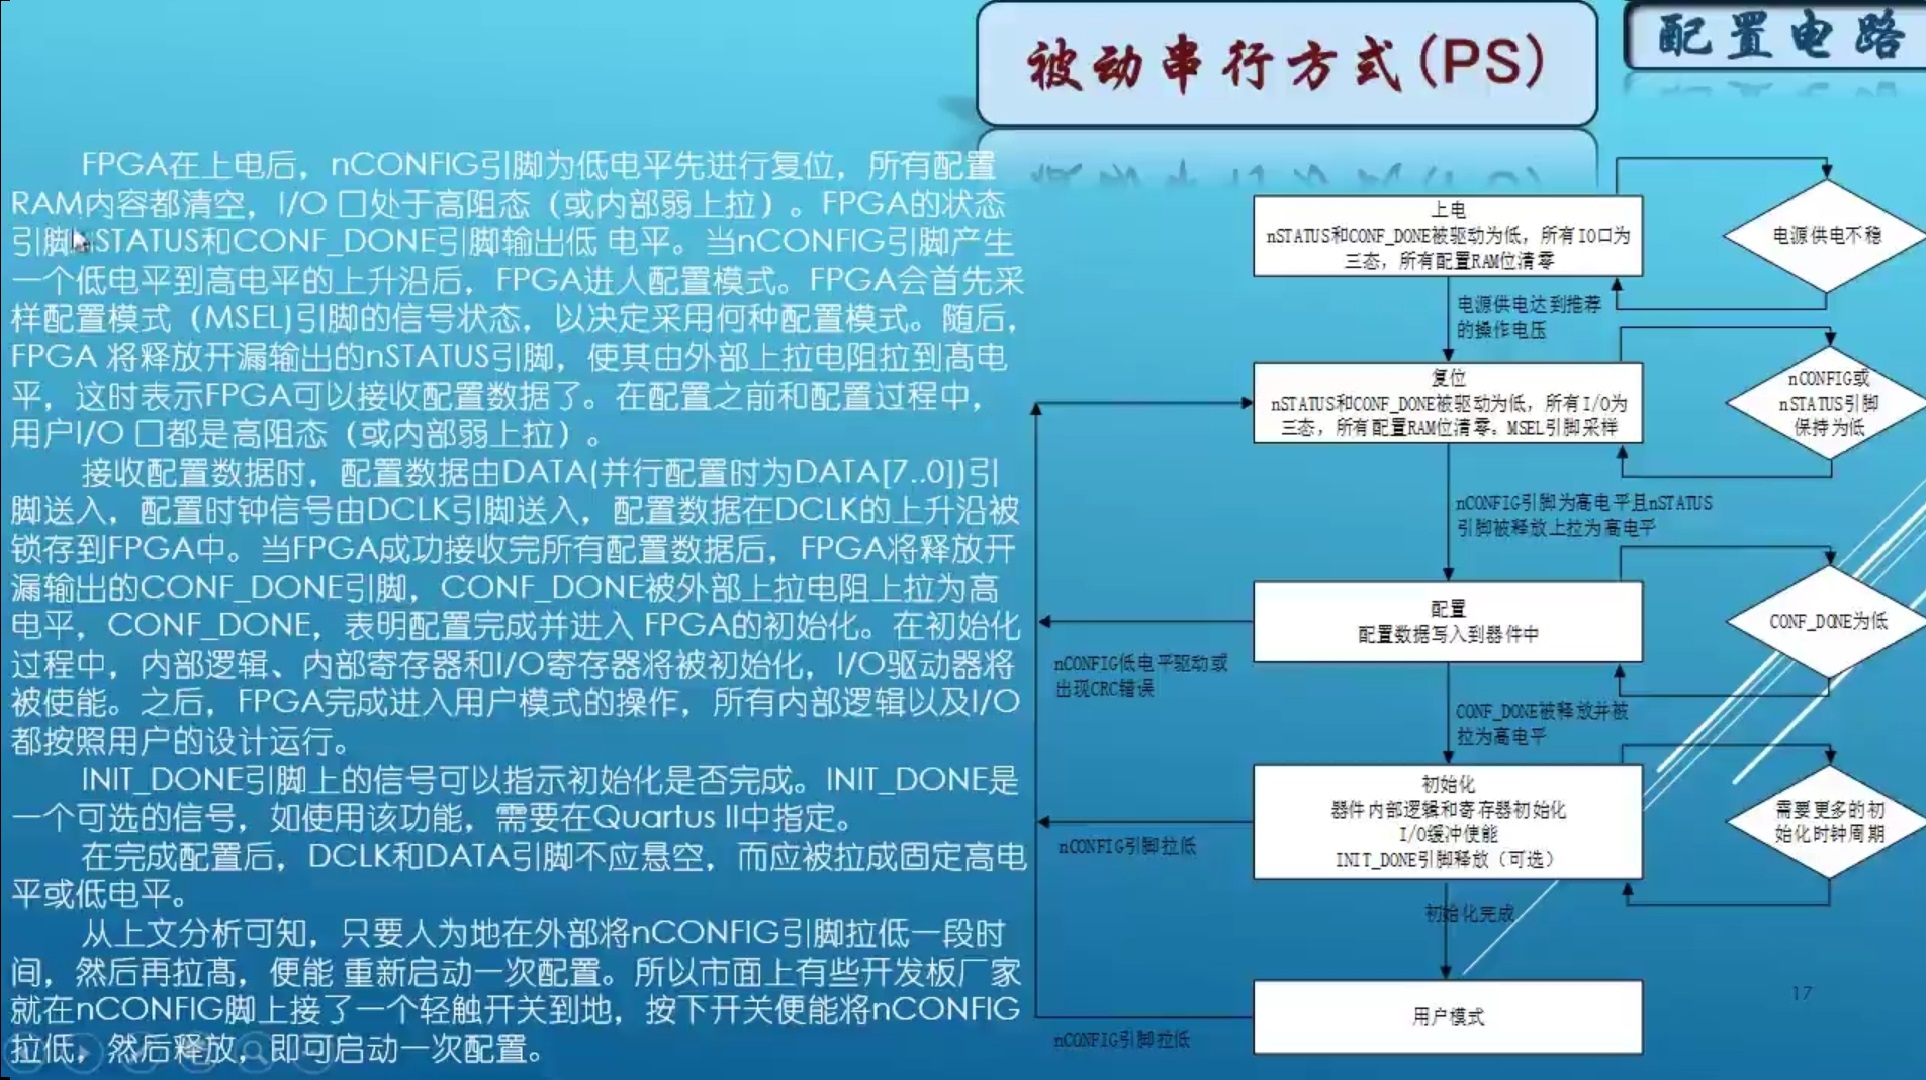 被动串行方式(PS)
配置电路
FPGA在上电后，nCONFIG引脚为低电平先进行复位，所有配置
RAM内容都清空，I/O 口处于高阻态（或内部弱上拉）。FPGA的状态
引脚nSTATUS和CONF_DONE引脚输出低 电平。当nCONFIG引脚产生
一个低电平到高电平的上升沿后，FPGA进入配置模式。FPGA会首先采
样配置模式（MSEL)引脚的信号状态，以决定采用何种配置模式。随后，
FPGA 将释放开漏输出的nSTATUS引脚，使其由外部上拉电阻拉到高电
平，这时表示FPGA可以接收配置数据了。在配置之前和配置过程中，
用户I/O 口都是高阻态（或内部弱上拉）。
接收配置数据时，配置数据由DATA(并行配置时为DATA[7..0])引
脚送入，配置时钟信号由DCLK引脚送入，配置数据在DCLK的上升沿被
锁存到FPGA中。当FPGA成功接收完所有配置数据后，FPGA将释放开
漏输出的CONF_DONE引脚，CONF_DONE被外部上拉电阻上拉为高
电平，CONF_DONE，表明配置完成并进入 FPGA的初始化。在初始化
过程中，内部逻辑、内部寄存器和I/O寄存器将被初始化，I/O驱动器将
被使能。之后，FPGA完成进入用户模式的操作，所有内部逻辑以及I/O
都按照用户的设计运行。
INIT_DONE引脚上的信号可以指示初始化是否完成。INIT_DONE是
一个可选的信号，如使用该功能，需要在Quartus II中指定。
在完成配置后，DCLK和DATA引脚不应悬空，而应被拉成固定高电
平或低电平。
从上文分析可知，只要人为地在外部将nCONFIG引脚拉低一段时
间，然后再拉高，便能 重新启动一次配置。所以市面上有些开发板厂家
就在nCONFIG脚上接了一个轻触开关到地，按下开关便能将nCONFIG
拉低，然后释放，即可启动一次配置。
上电
nSTATUS和CONF_DONE被驱动为低，所有IO口为
三态，所有配置RAM位清零
电源供电不稳
电源供电达到推荐
的操作电压
复位
nSTATUS和CONF_DONE被驱动为低，所有I/O为
三态，所有配置RAM位清零。MSEL引脚采样
nCONFIG或
nSTATUS引脚
保持为低
nCONFIG引脚为高电平且nSTATUS
引脚被释放上拉为高电平
配置
配置数据写入到器件中
CONF_DONE为低
nCONFIG低电平驱动或
出现CRC错误
CONF_DONE被释放并被
拉为高电平
初始化
器件内部逻辑和寄存器初始化
I/O缓冲使能
INIT_DONE引脚释放（可选）
需要更多的初
始化时钟周期
nCONFIG引脚拉低
初始化完成
用户模式
nCONFIG引脚拉低
17